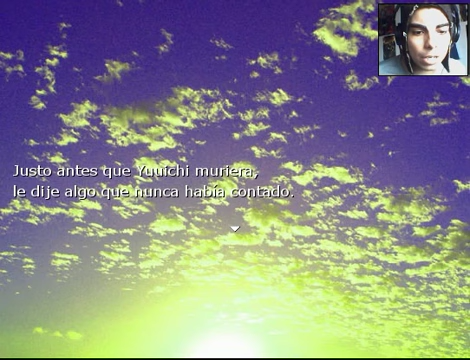 Justo antes que Yuuichi muriera,
le dije algo que nunca había contado.